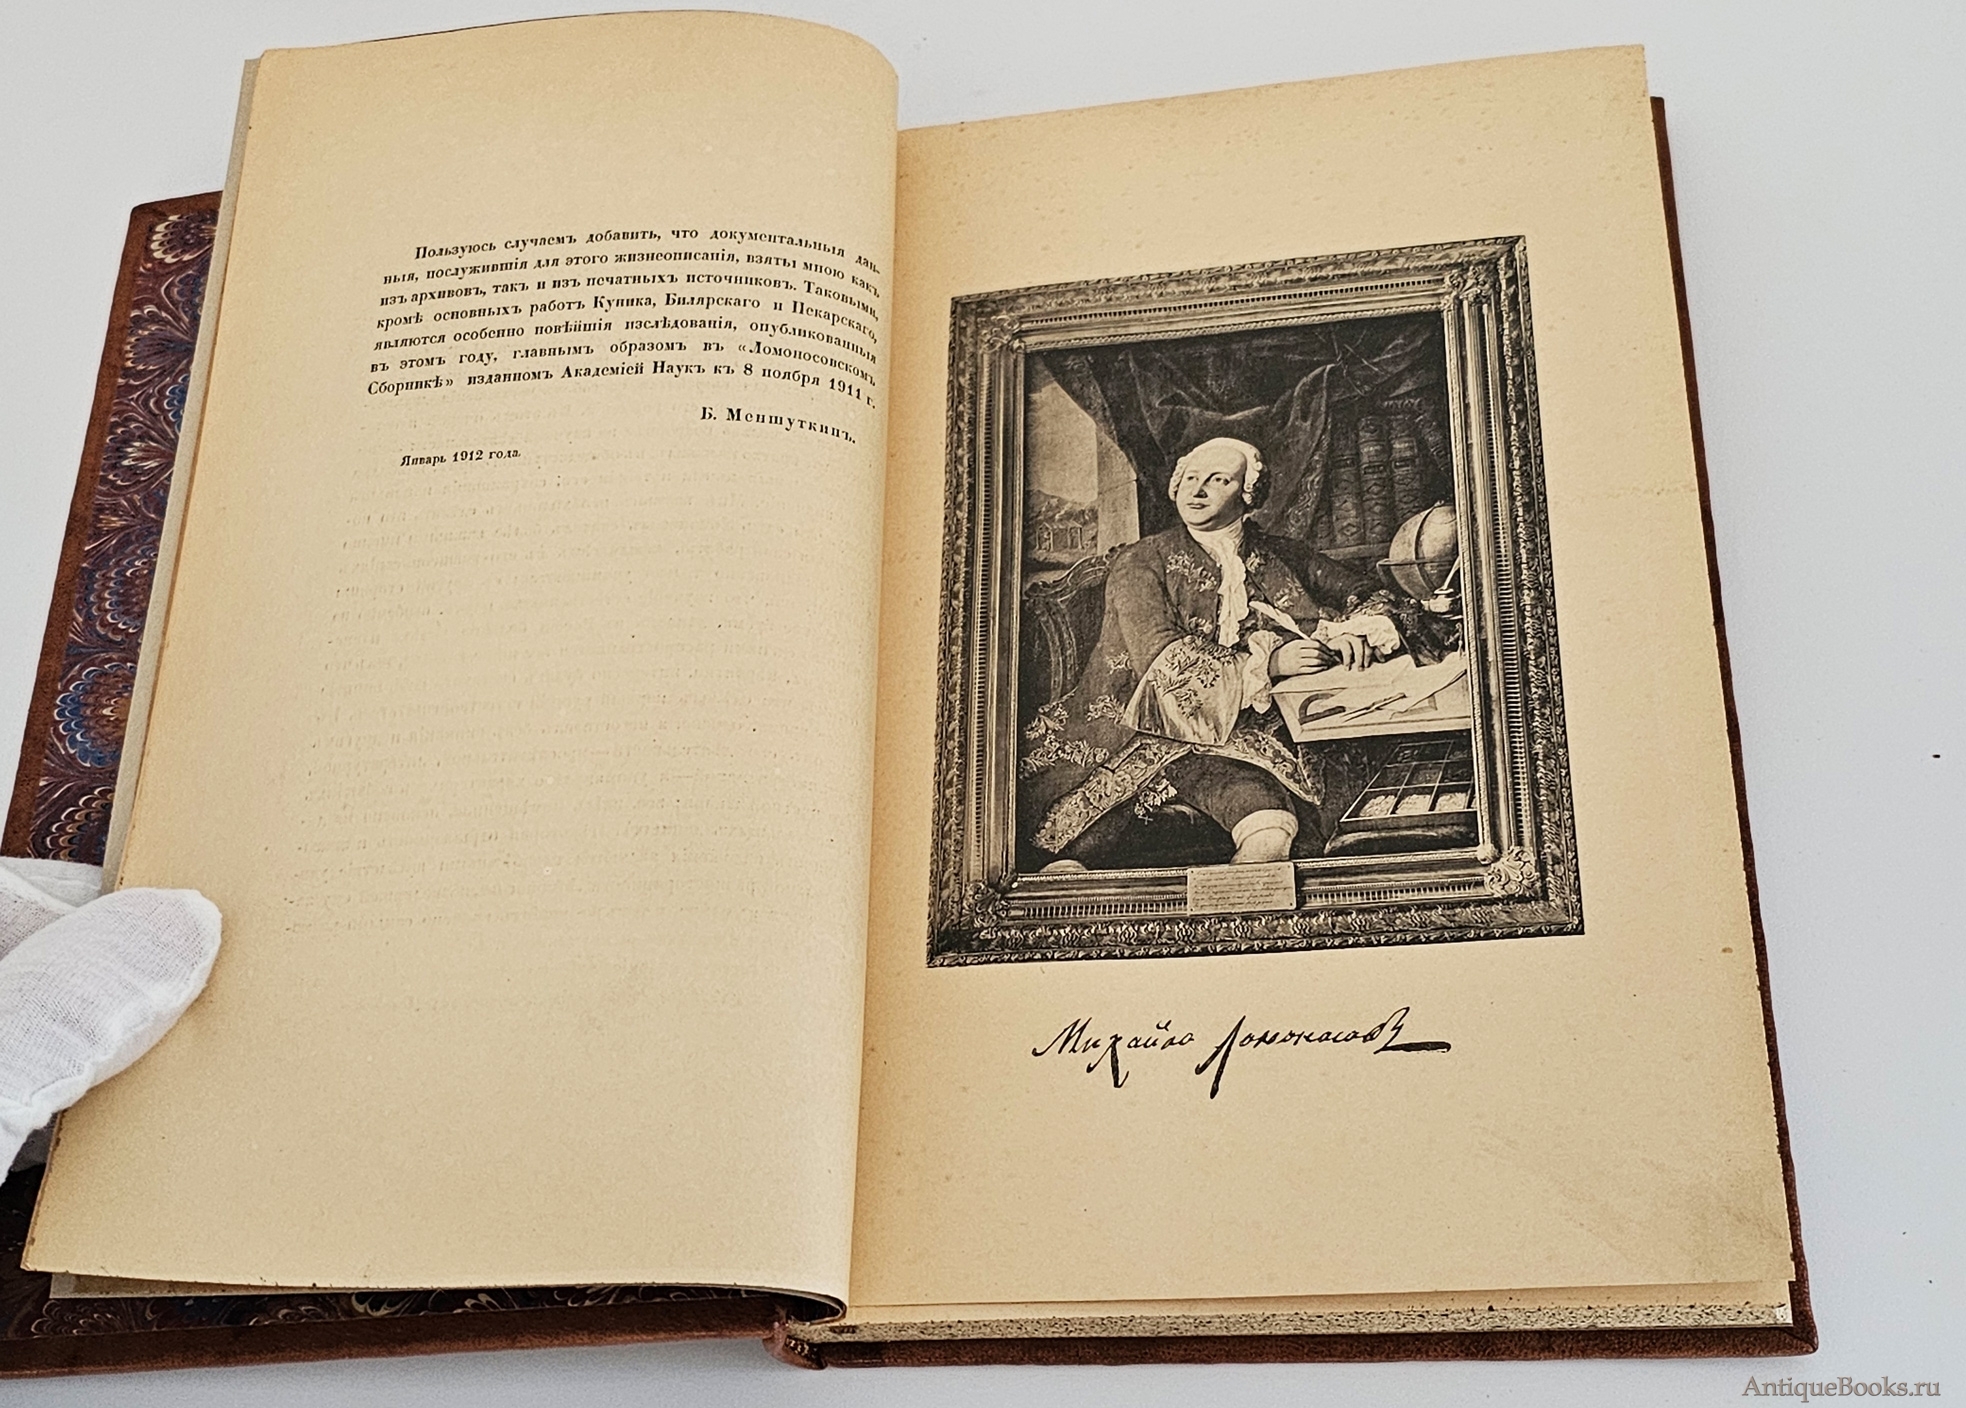 Пользуюсь случаемъ добавить, что документальныя дан-
ныя, послужившія для этого жизнеописанія, взяты мною какъ
изъ архивовъ, такъ и изъ печатныхъ источниковъ. Таковыми,
кромѣ основныхъ работъ Куника, Билярскаго и Пекарскаго,
являются особенно новѣйшія изслѣдованія, опубликованныя
въ этомъ году, главнымъ образомъ въ «Ломоносовскомъ
Сборникѣ» изданномъ Академіей Наукъ къ 8 ноября 1911 г.
Б. Меншуткинъ.
Январь 1912 года.
Михайло Ломоносовъ
AntiqueBooks.ru